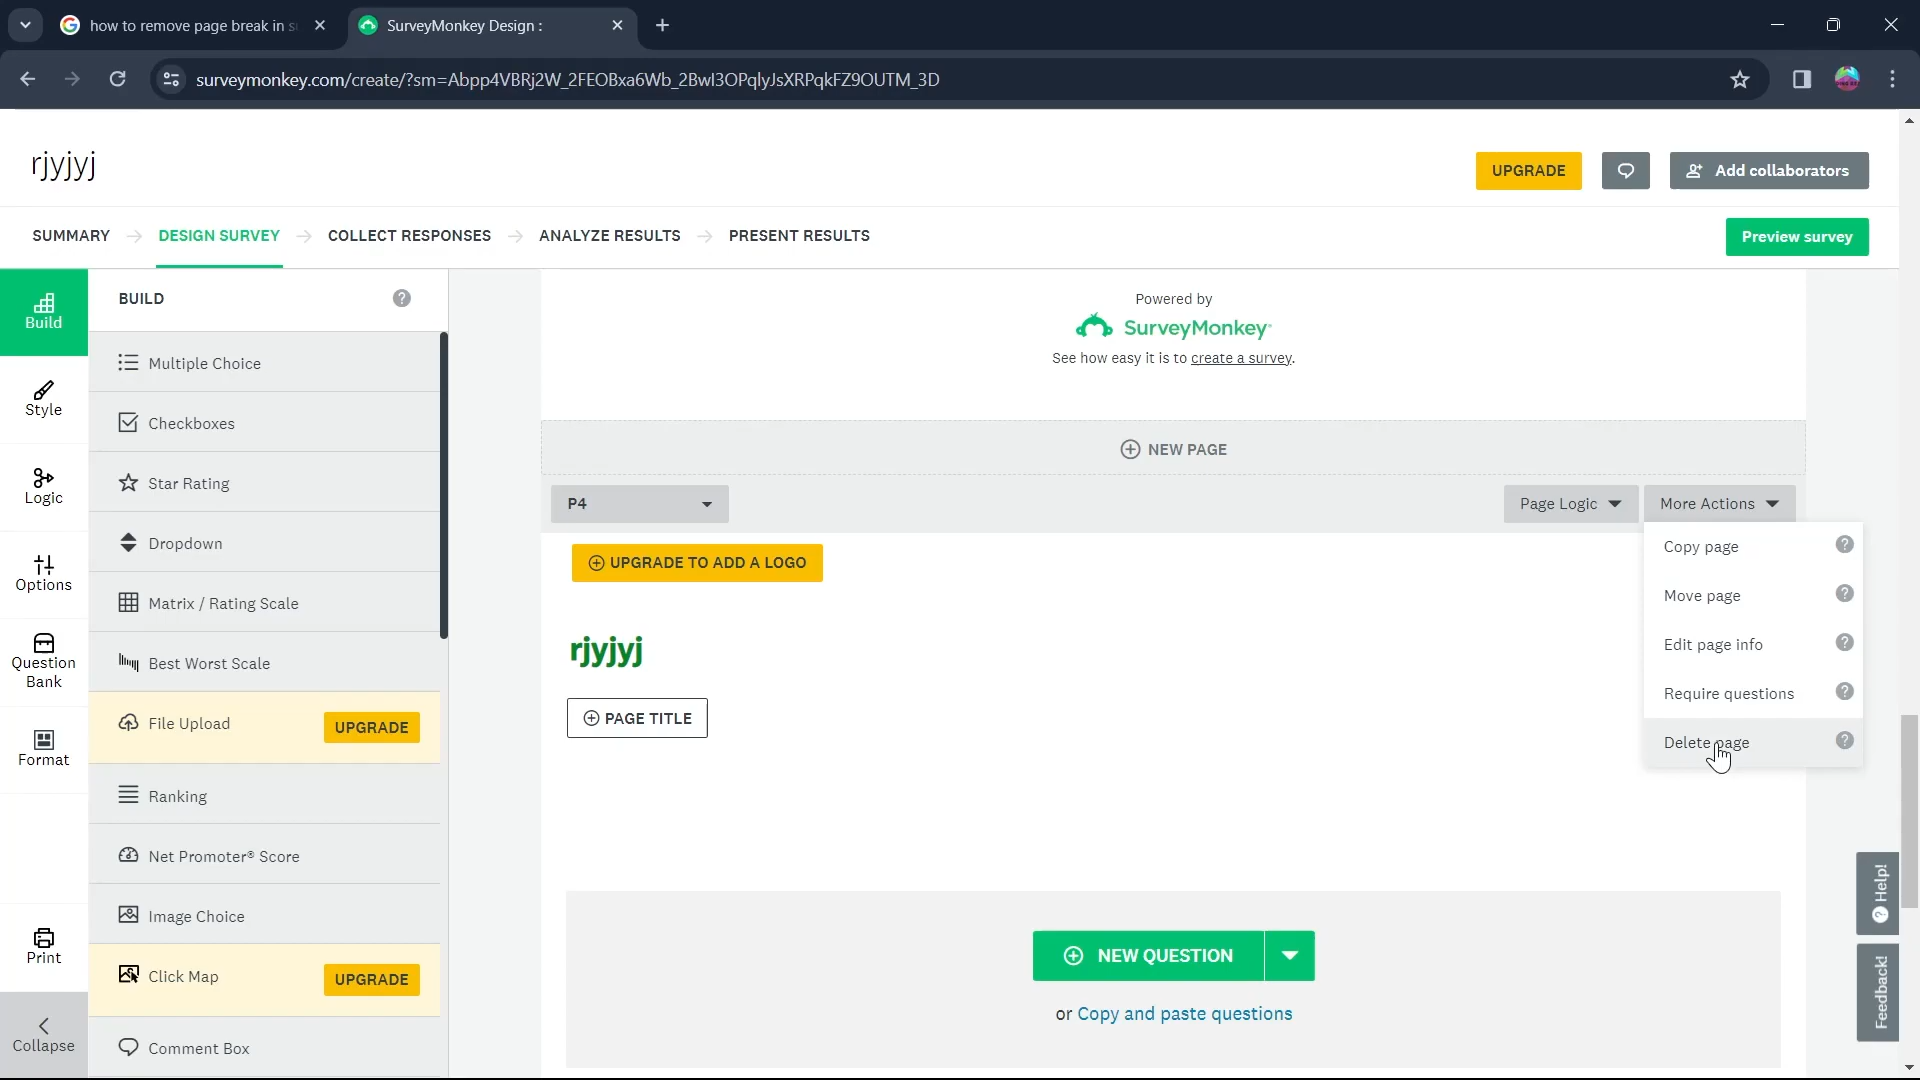 how to remove page break in s
SurveyMonkey Design :
surveymonkey.com/create/?sm=Abpp4VBRj2W_2FEOBxa6Wb_2BwI3OPqlyJsXRPqkFZ9OUTM_3D
rjyjyj
UPGRADE
Add collaborators
SUMMARY
DESIGN SURVEY
COLLECT RESPONSES
ANALYZE RESULTS
PRESENT RESULTS
Preview survey
Build
Style
Logic
Options
Question
Bank
Format
Print
Collapse
BUILD
Multiple Choice
Checkboxes
Star Rating
Dropdown
Matrix / Rating Scale
Best Worst Scale
File Upload
UPGRADE
Ranking
Net Promoter® Score
Image Choice
Click Map
UPGRADE
Comment Box
Powered by
SurveyMonkey®
See how easy it is to create a survey.
NEW PAGE
P4
Page Logic
More Actions
Copy page
Move page
Edit page info
Require questions
Delete page
UPGRADE TO ADD A LOGO
rjyjyj
PAGE TITLE
NEW QUESTION
or Copy and paste questions
Help!
Feedback!